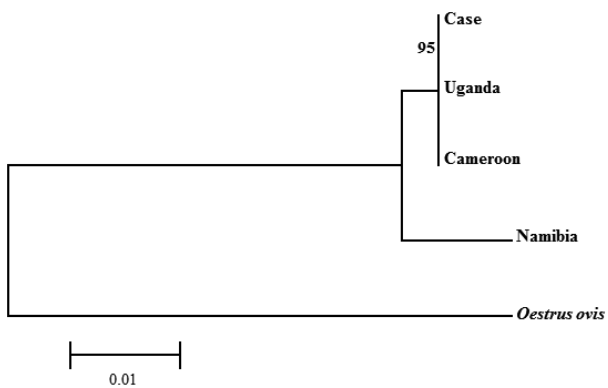 Case
95
Uganda
Cameroon
Namibia
Oestrus ovis
0.01